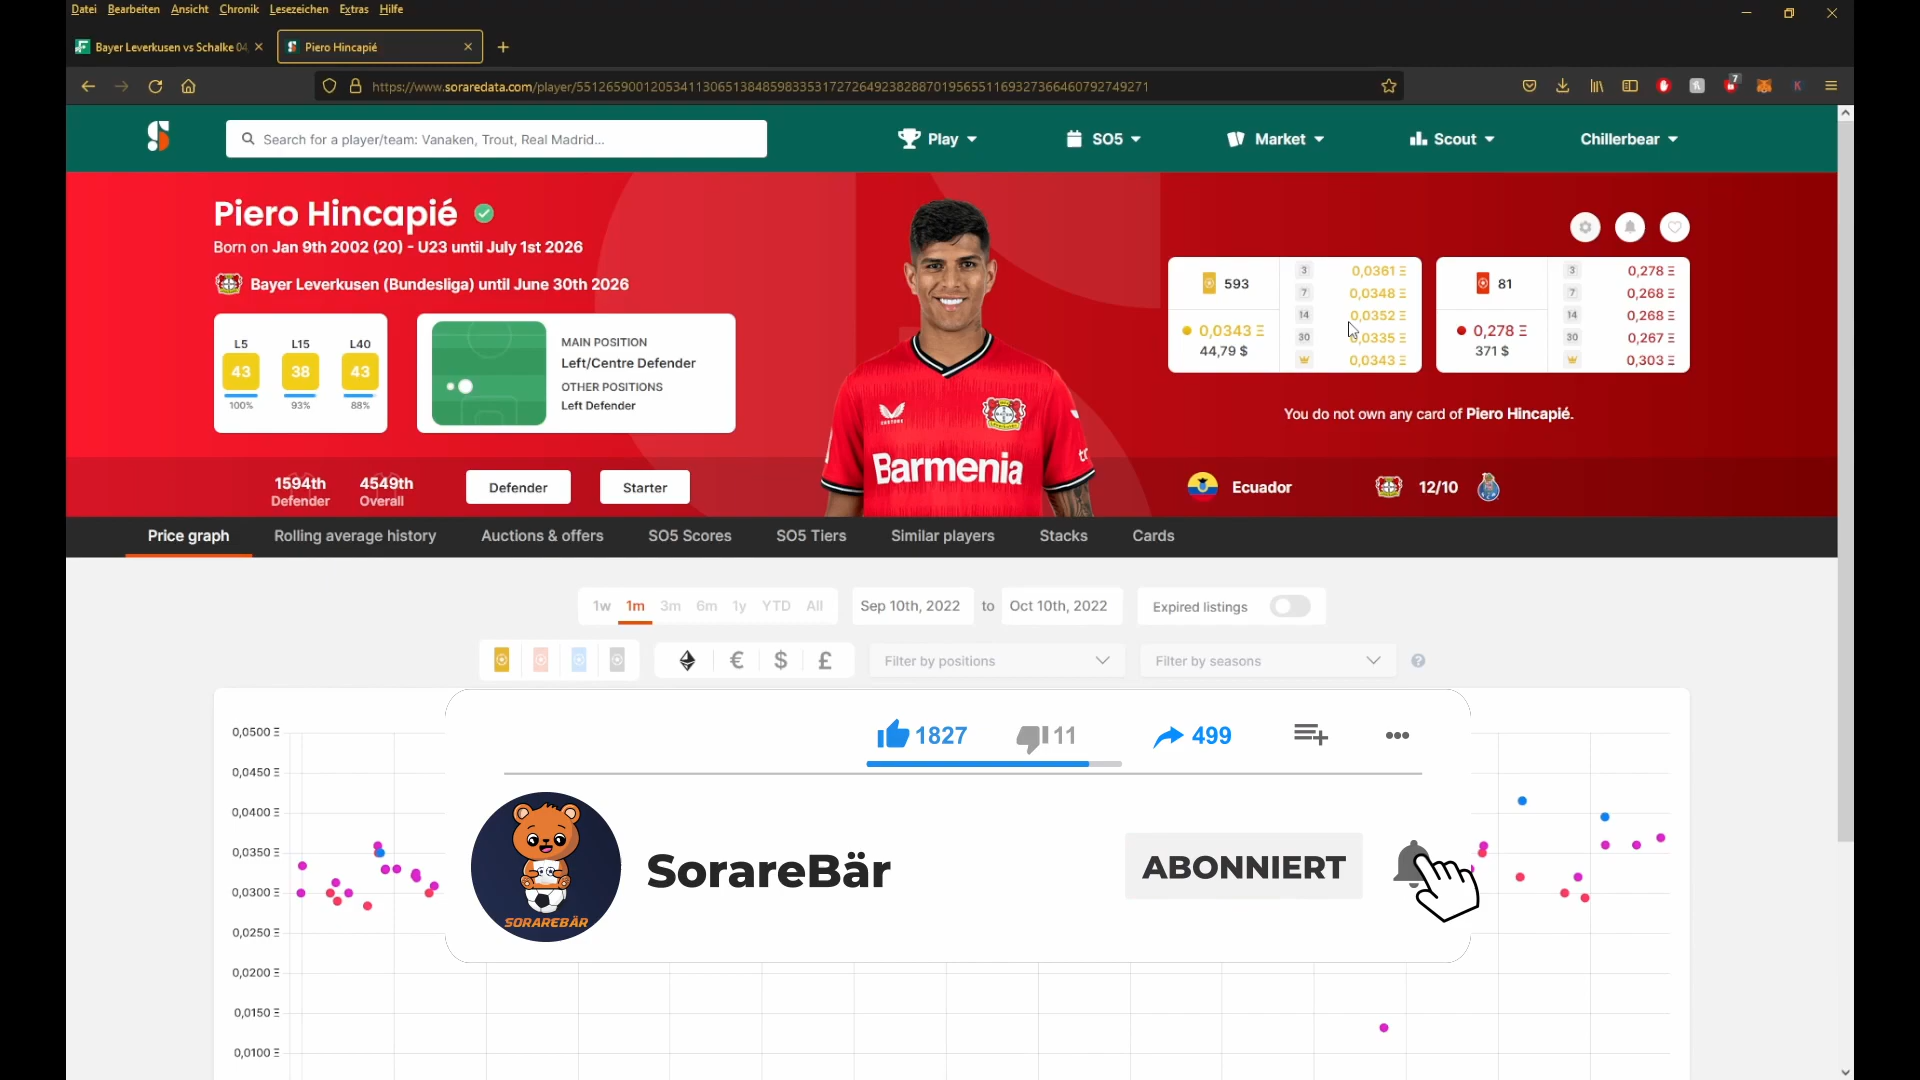 Datei Bearbeiten Ansicht Chronik Lesezeichen Extras Hilfe
Bayer Leverkusen vs Schalke 04
Piero Hincapié
https://www.soraredata.com/player/55126590012053411306513848598335317272649238288701956551169327366460792749271
7
Search for a player/team: Vanaken, Trout, Real Madrid...
Play
SO5
Market
Scout
Chillerbear
Piero Hincapié
Born on Jan 9th 2002 (20) - U23 until July 1st 2026
Bayer Leverkusen (Bundesliga) until June 30th 2026
L5 L15 L40
43 38 43
100% 93% 88%
MAIN POSITION
Left/Centre Defender
OTHER POSITIONS
Left Defender
593
0,0343 Ξ
44,79 $
3 0,0361 Ξ
7 0,0348 Ξ
14 0,0352 Ξ
30 0,0335 Ξ
0,0343 Ξ
81
0,278 Ξ
371 $
3 0,278 Ξ
7 0,268 Ξ
14 0,268 Ξ
30 0,267 Ξ
0,303 Ξ
You do not own any card of Piero Hincapié.
Barmenia
1594th
Defender
4549th
Overall
Defender
Starter
Ecuador
12/10
Price graph
Rolling average history
Auctions & offers
SO5 Scores
SO5 Tiers
Similar players
Stacks
Cards
1w 1m 3m 6m 1y YTD All
Sep 10th, 2022 to Oct 10th, 2022
Expired listings
€ $ £
Filter by positions
Filter by seasons
?
0,0500 Ξ
0,0450 Ξ
0,0400 Ξ
0,0350 Ξ
0,0300 Ξ
0,0250 Ξ
0,0200 Ξ
0,0150 Ξ
0,0100 Ξ
1827
11
499
SorareBär
SORAREBÄR
ABONNIERT